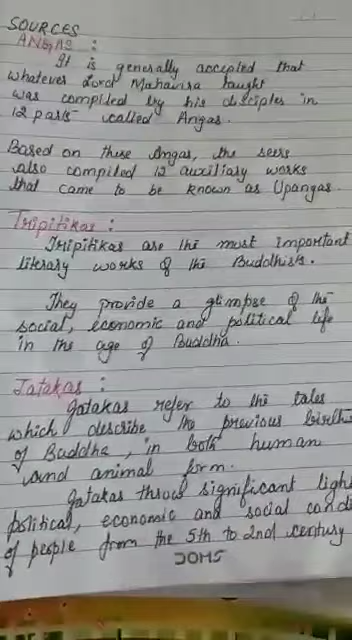 SOURCES
ANGAS :
It is generally accepted that
whatever Lord Mahavira taught
was compiled by his disciples in
12 parts called Angas.
Based on these Angas, the seers
also compiled 12 auxiliary works
that came to be known as Upangas.
Tripitikas :
Tripitikas are the most important
literary works of the Buddhists.
They provide a glimpse of the
social, economic and political life
in the age of Buddha.
Jatakas :
Jatakas refer to the tales
which describe the previous births
of Buddha, in both human
and animal form.
Jatakas throw significant light
political, economic and social condi
of people from the 5th to 2nd century
JOMS